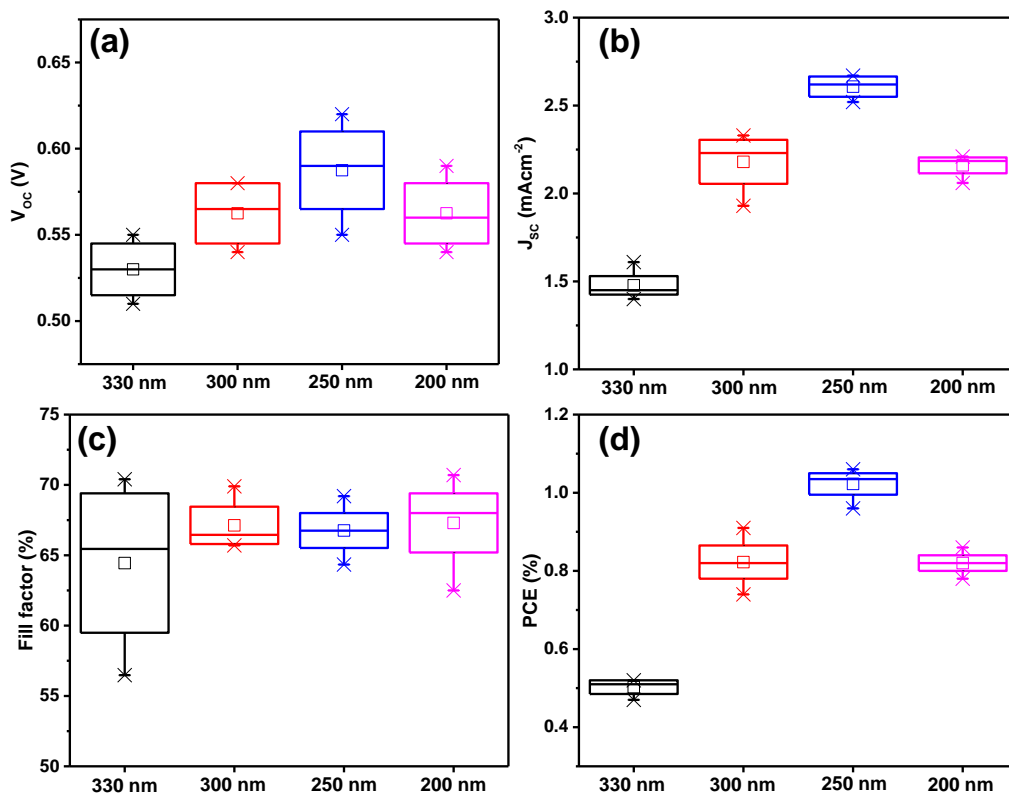 (a)
V_oc (V)
0.65
0.60
0.55
0.50
330 nm 300 nm 250 nm 200 nm
(b)
J_sc (mAcm⁻²)
3.0
2.5
2.0
1.5
1.0
330 nm 300 nm 250 nm 200 nm
(c)
Fill factor (%)
75
70
65
60
55
50
330 nm 300 nm 250 nm 200 nm
(d)
PCE (%)
1.2
1.0
0.8
0.6
0.4
330 nm 300 nm 250 nm 200 nm